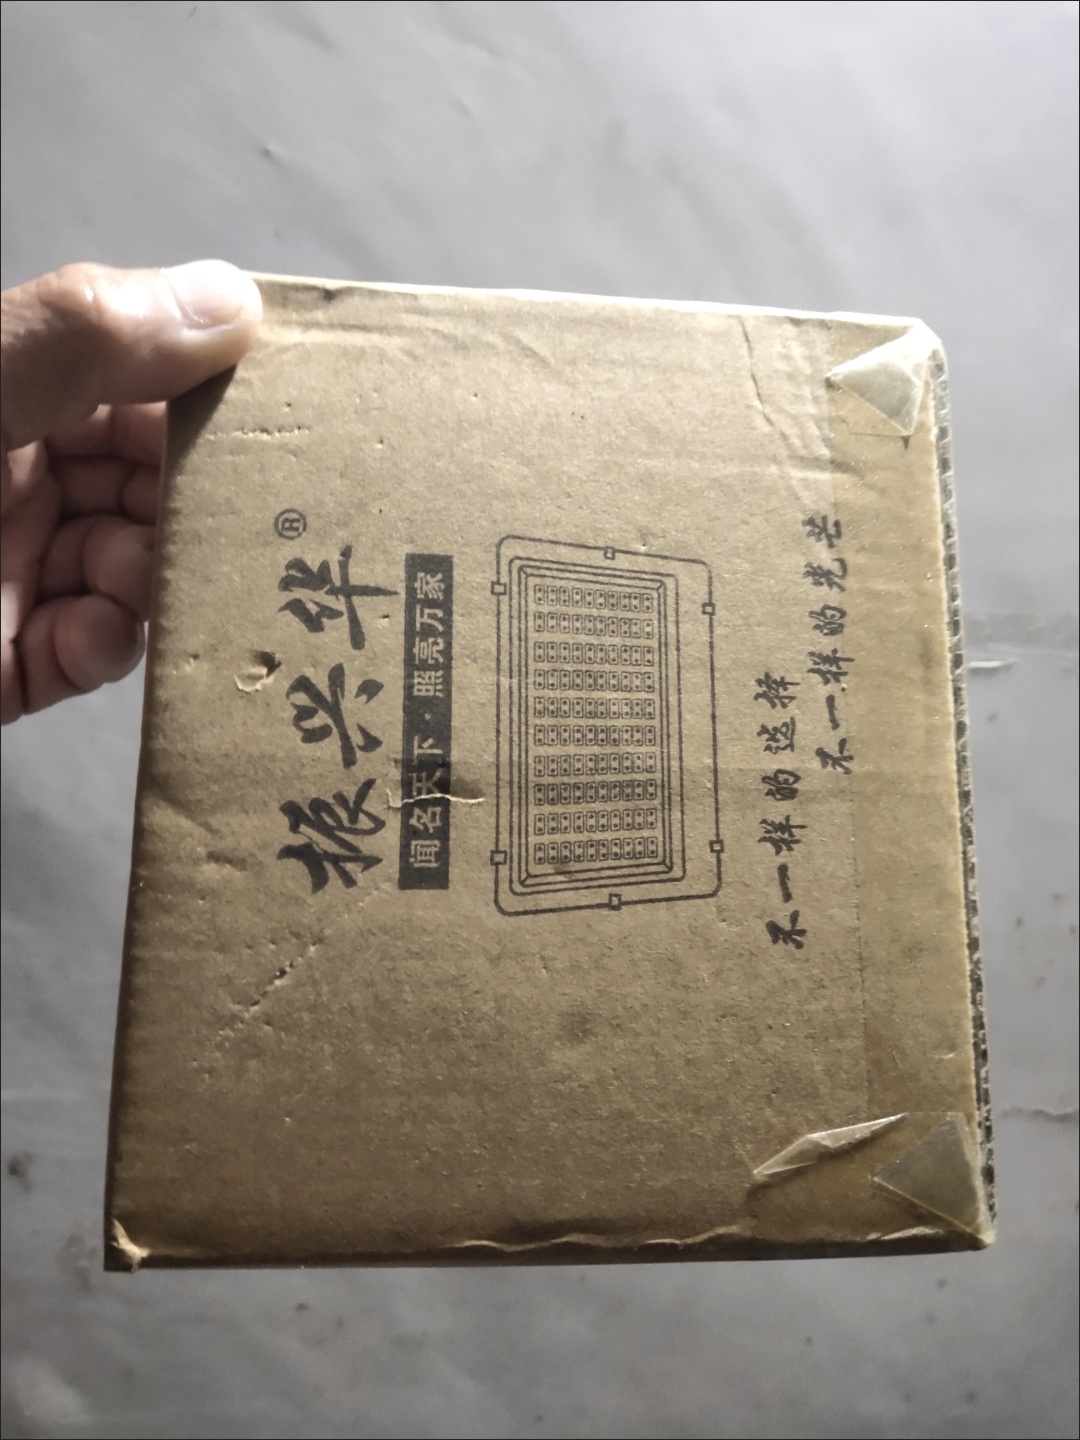 振兴华®
闻名天下·照亮万家
不一样的选择
不一样的光芒